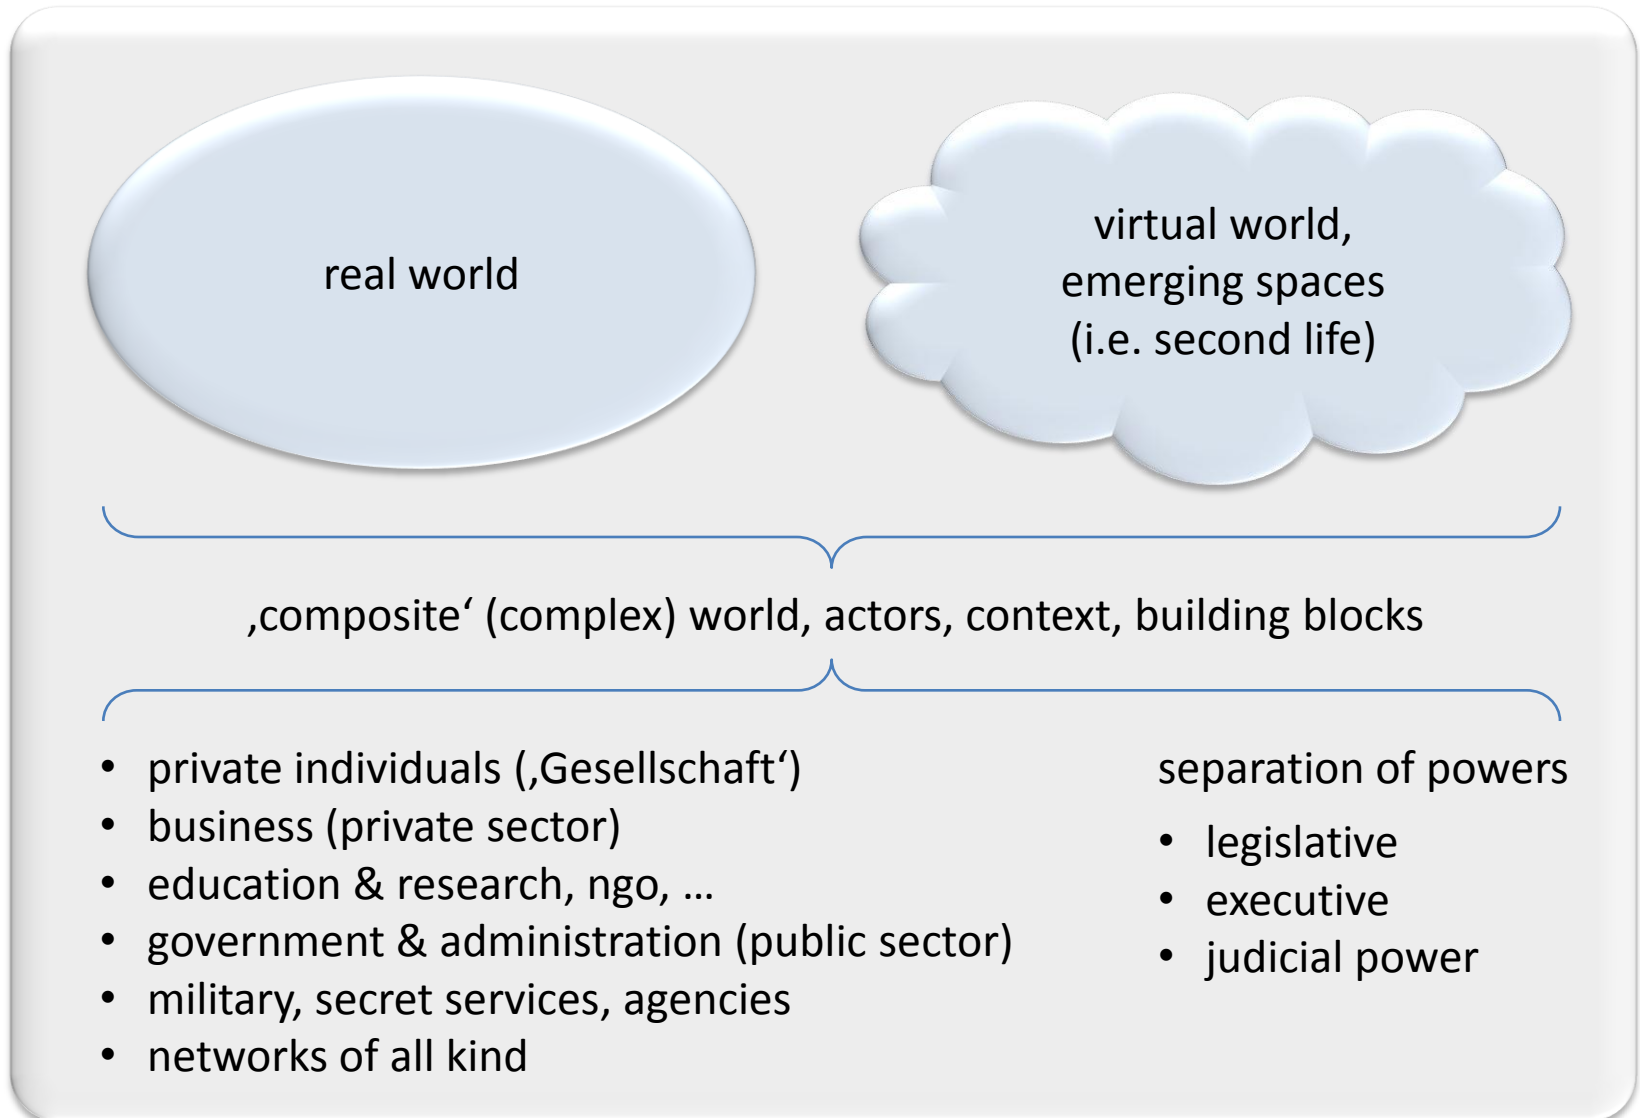 real world
virtual world,
emerging spaces
(i.e. second life)
‚composite‘ (complex) world, actors, context, building blocks
• private individuals (‚Gesellschaft‘)
• business (private sector)
• education & research, ngo, …
• government & administration (public sector)
• military, secret services, agencies
• networks of all kind
separation of powers
• legislative
• executive
• judicial power